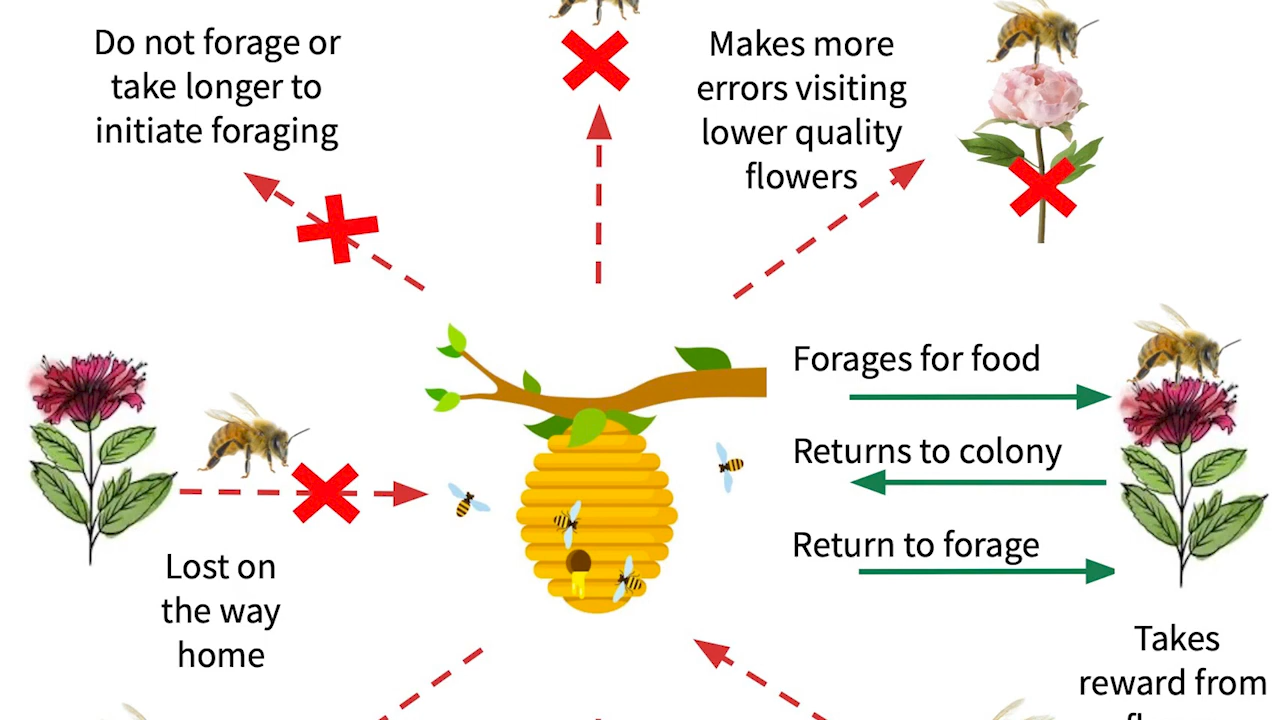 Do not forage or
take longer to
initiate foraging
Makes more
errors visiting
lower quality
flowers
Forages for food
Returns to colony
Return to forage
Lost on
the way
home
Takes
reward from